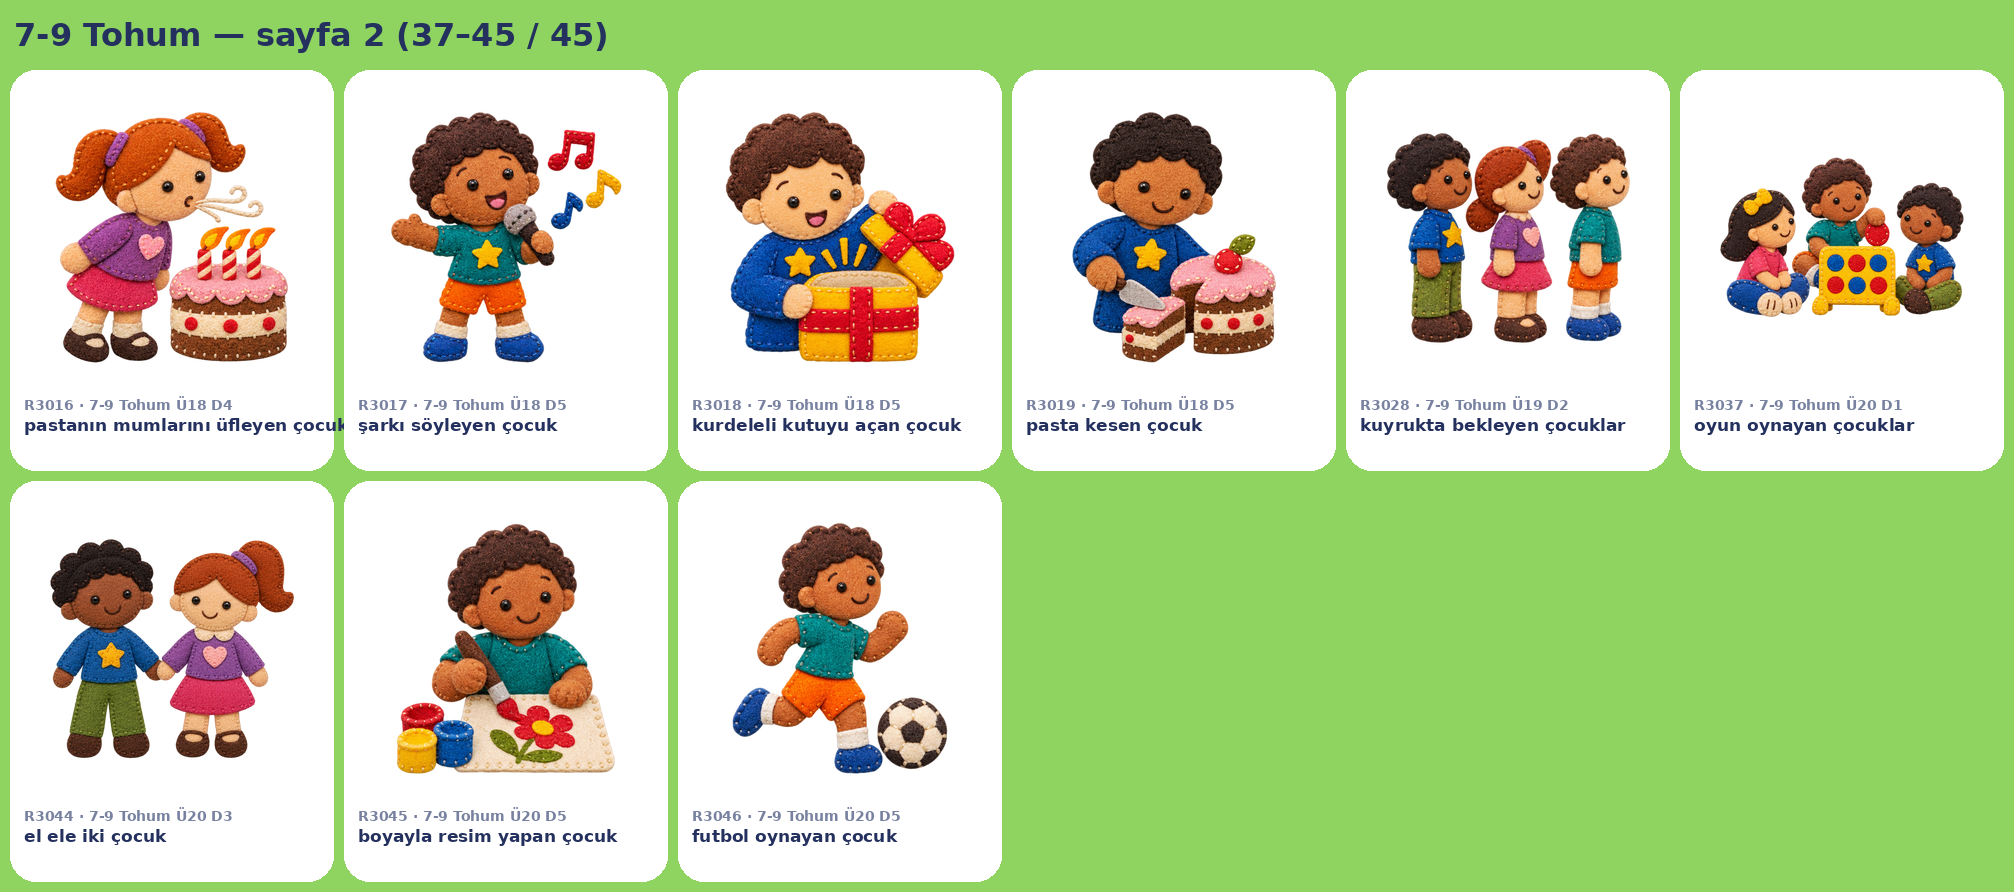 7-9 Tohum — sayfa 2 (37–45 / 45)
R3016 · 7-9 Tohum Ü18 D4
pastanın mumlarını üfleyen çocuk
R3017 · 7-9 Tohum Ü18 D5
şarkı söyleyen çocuk
R3018 · 7-9 Tohum Ü18 D5
kurdeleli kutuyu açan çocuk
R3019 · 7-9 Tohum Ü18 D5
pasta kesen çocuk
R3028 · 7-9 Tohum Ü19 D2
kuyrukta bekleyen çocuklar
R3037 · 7-9 Tohum Ü20 D1
oyun oynayan çocuklar
R3044 · 7-9 Tohum Ü20 D3
el ele iki çocuk
R3045 · 7-9 Tohum Ü20 D5
boyayla resim yapan çocuk
R3046 · 7-9 Tohum Ü20 D5
futbol oynayan çocuk